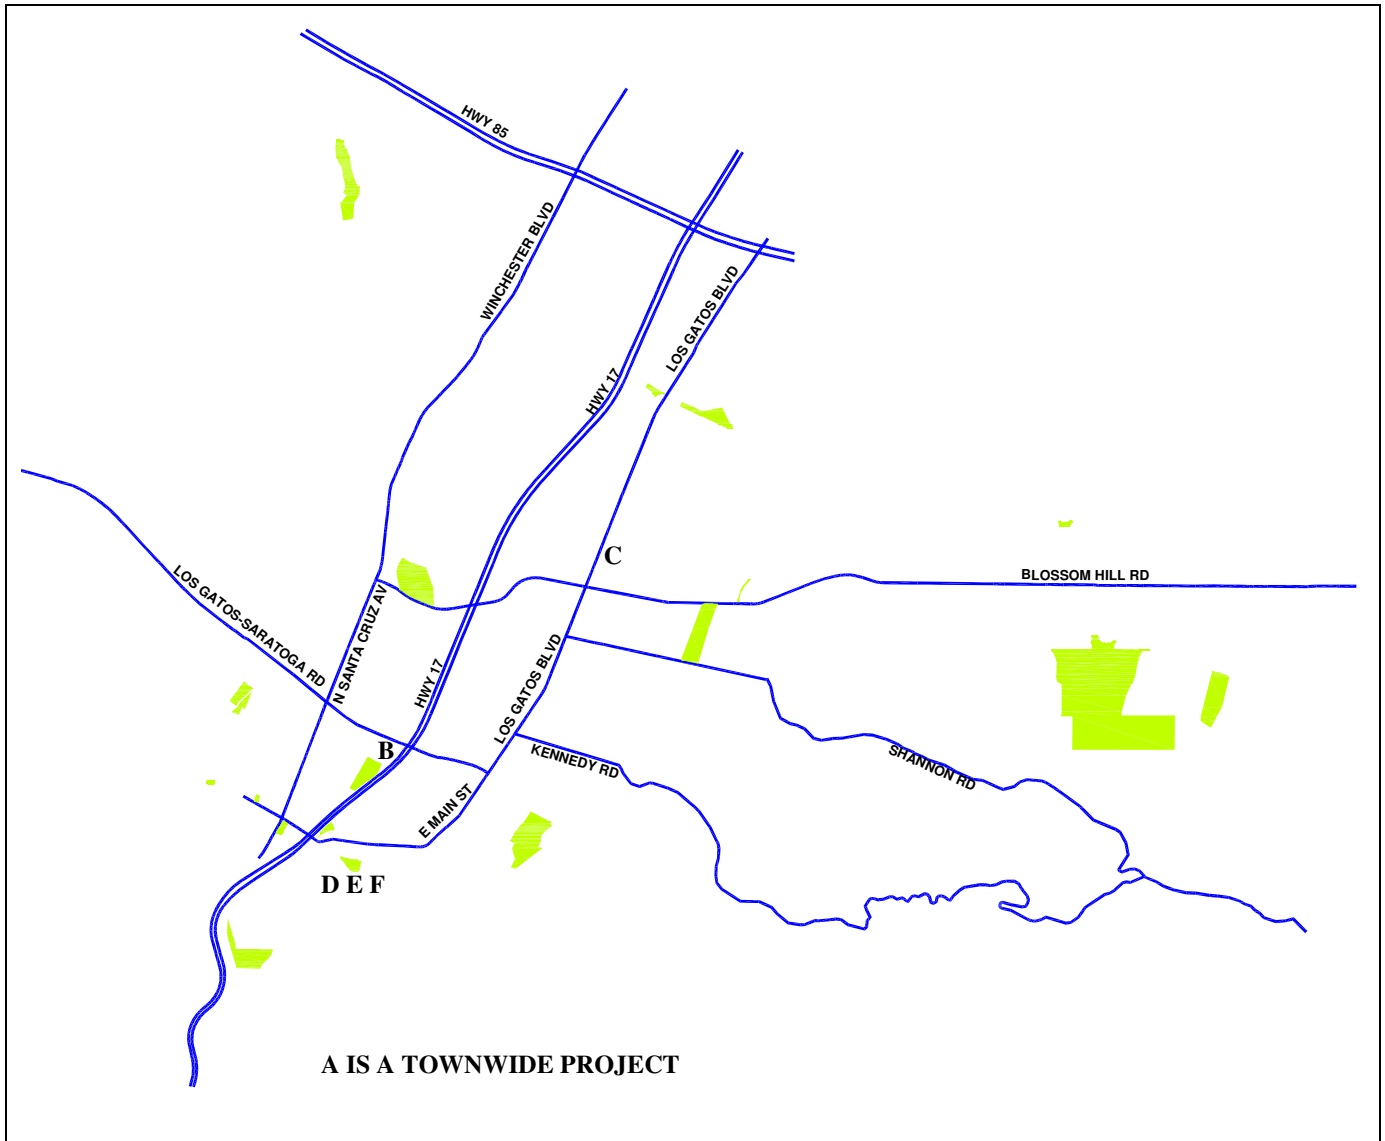 HWY 85
WINCHESTER BLVD
LOS GATOS BLVD
HWY 17
C
BLOSSOM HILL RD
LOS GATOS-SARATOGA RD
N SANTA CRUZ AV
HWY 17
LOS GATOS BLVD
B
KENNEDY RD
SHANNON RD
E MAIN ST
D E F
A IS A TOWNWIDE PROJECT